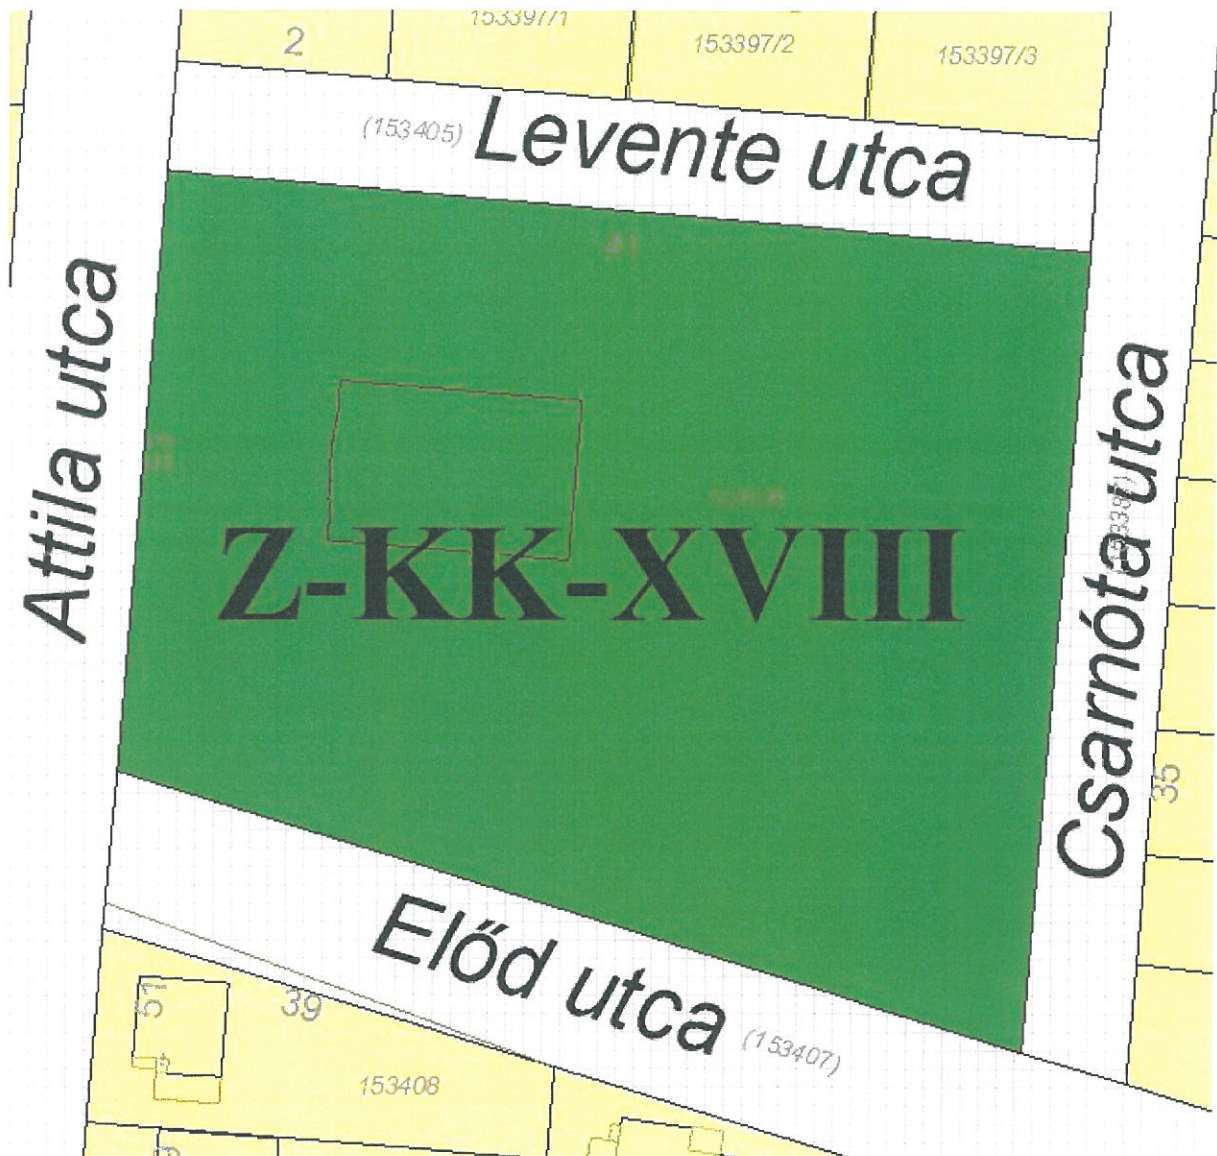 153397/1
2
153397/2
153397/3
(153405) Levente utca
Attila utca
Z-KK-XVIII
Csarnóta utca
35
Előd utca (153407)
51
39
153408